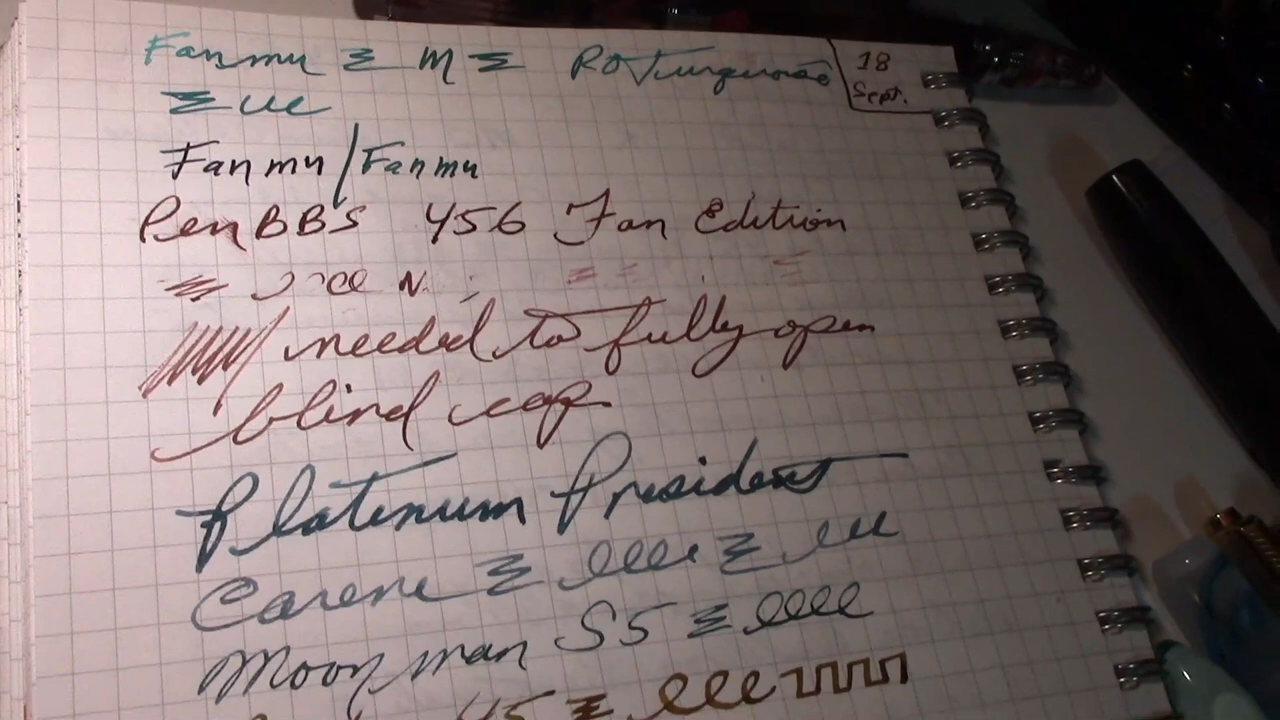 Fanmu M RO Turquoise
18
Sept.
Fanmu/Fanmu
PenBBS 456 Fan Edition
needed to fully open
blind cap
Platinum President
Carene
Moonman S5
45